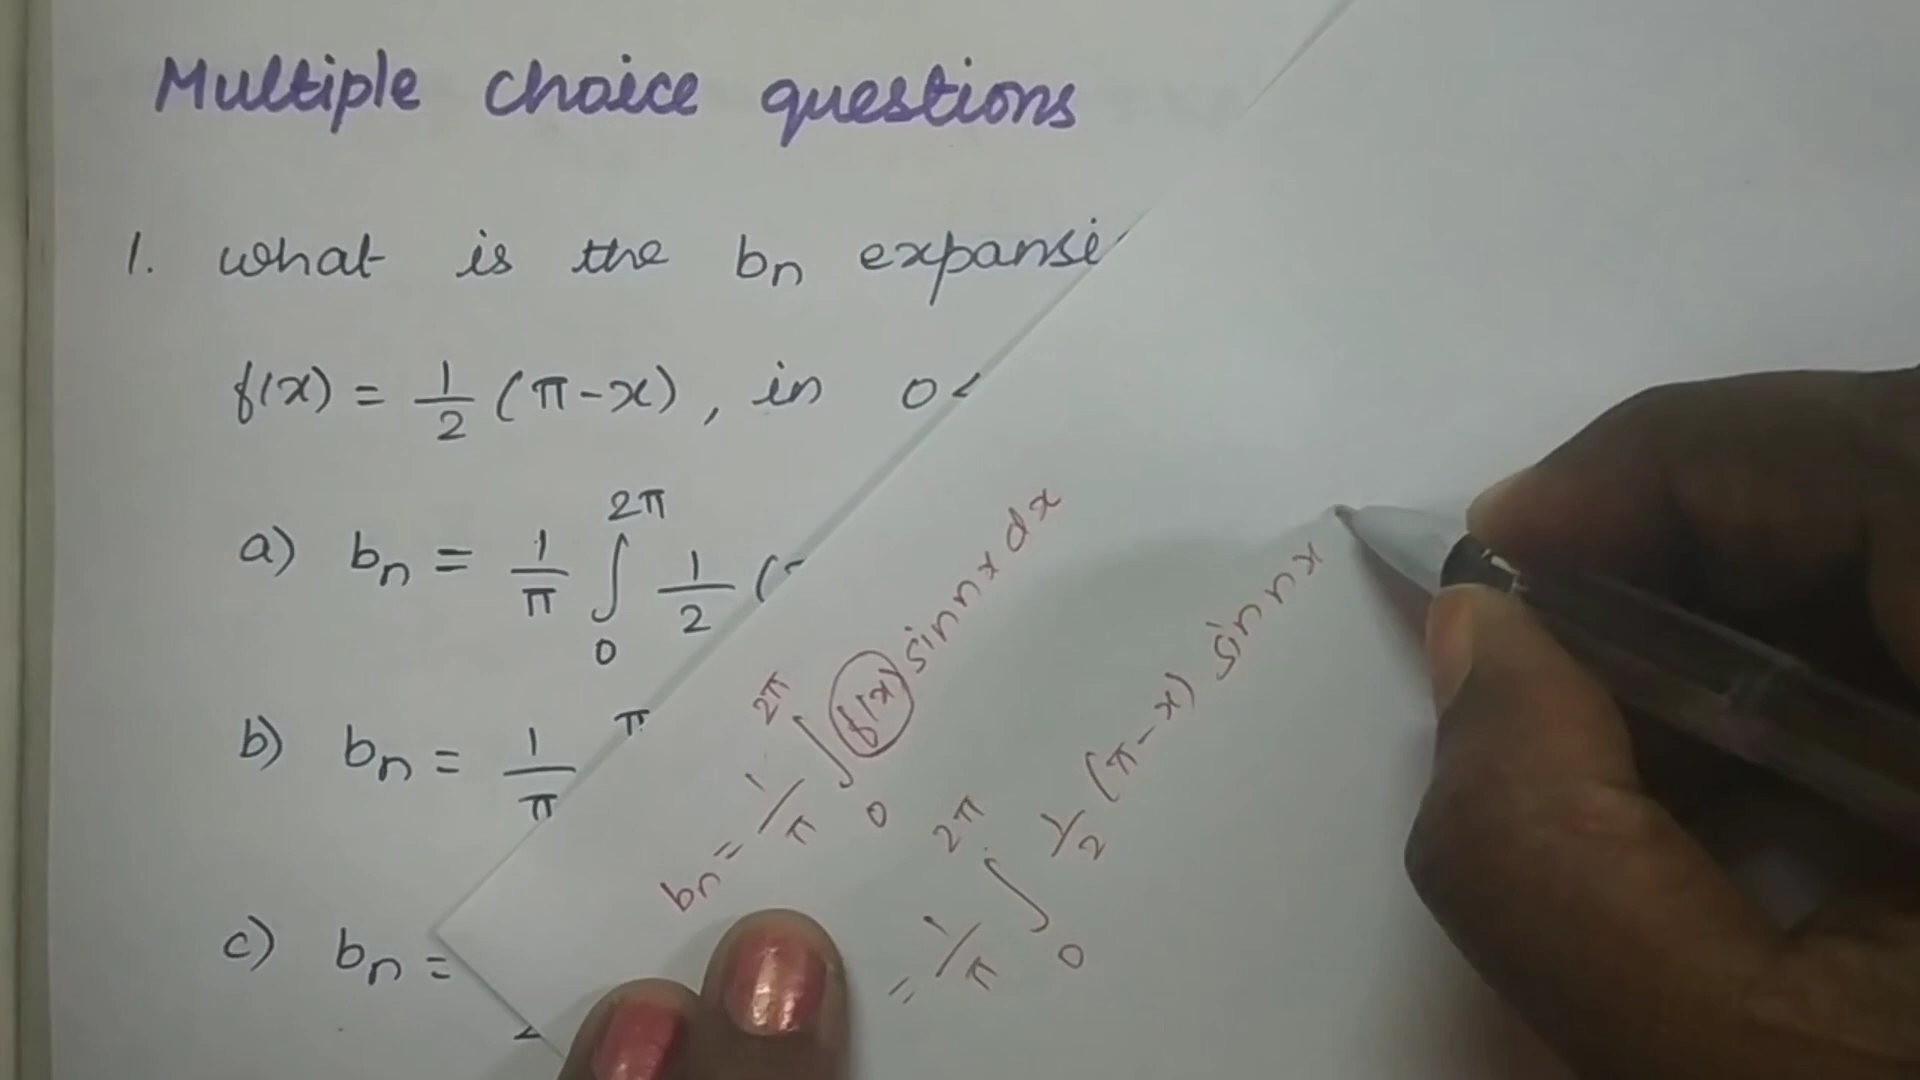 Multiple choice questions
1. what is the bn expansi
f(x) = 1/2 (π-x), in 0<
a) bn = 1/π ∫₀^2π 1/2 (
b) bn = 1/π π
c) bn =
bn = 1/π ∫₀^2π f(x) sin nx dx
= 1/π ∫₀^2π 1/2 (π-x) sin nx